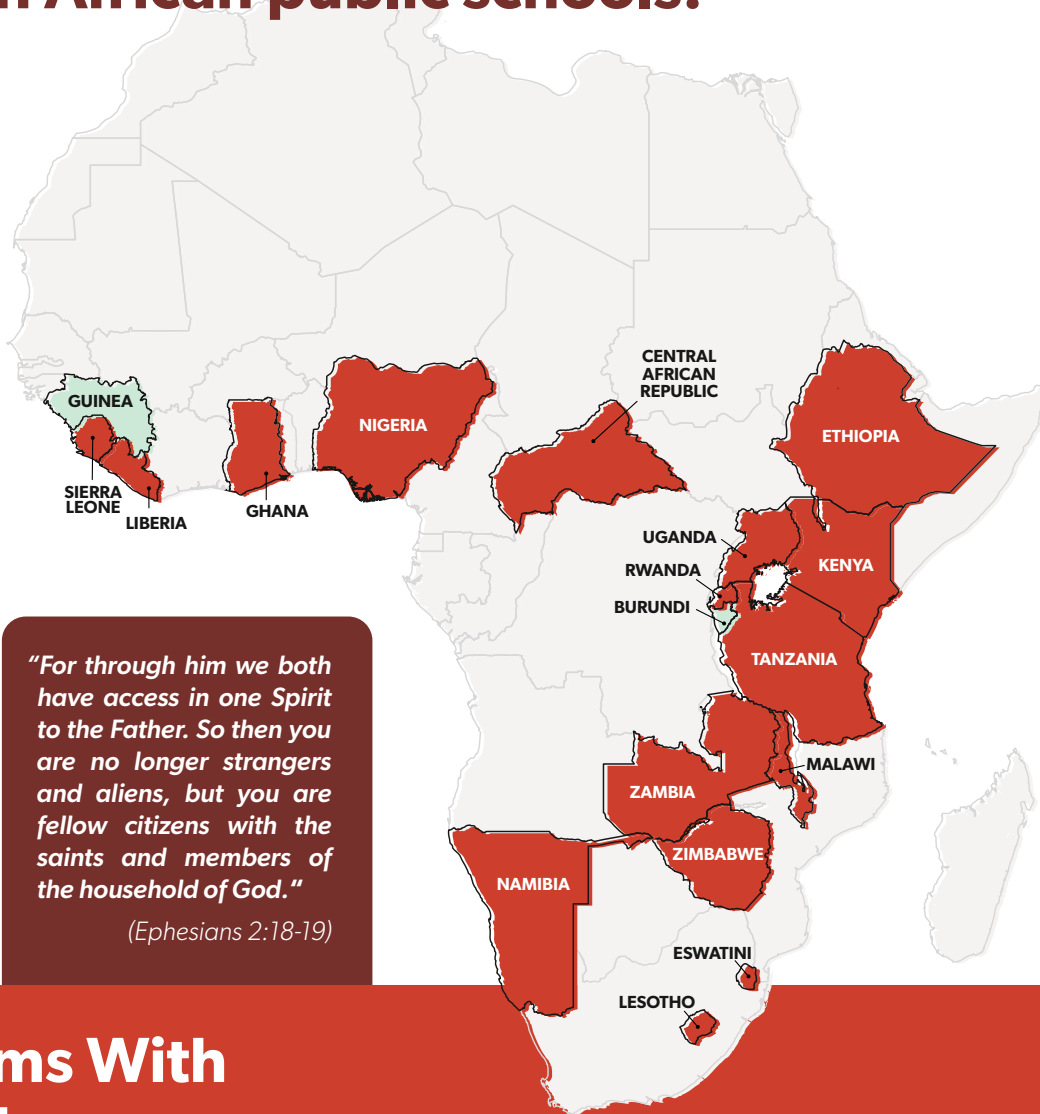 African public schools!
GUINEA
SIERRA
LEONE
LIBERIA
GHANA
NIGERIA
CENTRAL
AFRICAN
REPUBLIC
ETHIOPIA
UGANDA
KENYA
RWANDA
BURUNDI
TANZANIA
MALAWI
ZAMBIA
ZIMBABWE
NAMIBIA
ESWATINI
LESOTHO
“For through him we both
have access in one Spirit
to the Father. So then you
are no longer strangers
and aliens, but you are
fellow citizens with the
saints and members of
the household of God.“
(Ephesians 2:18-19)
ms With